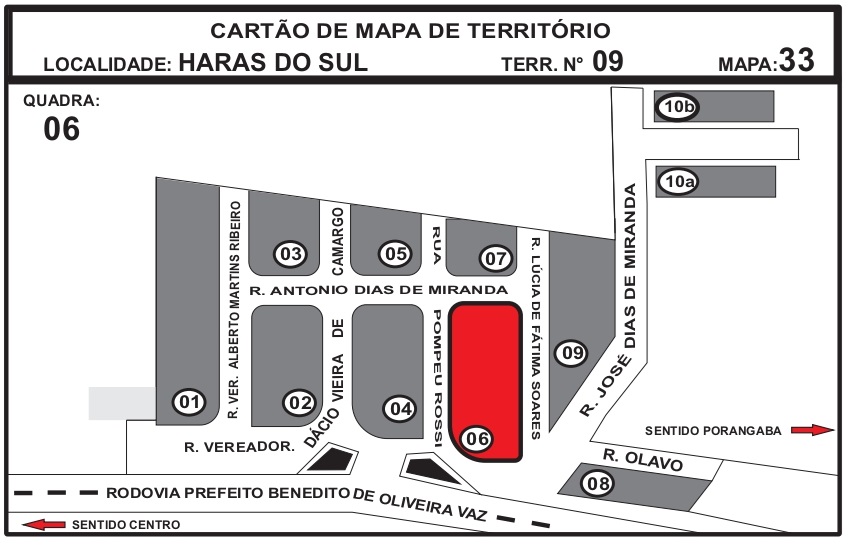 CARTÃO DE MAPA DE TERRITÓRIO
LOCALIDADE: HARAS DO SUL TERR. N° 09 MAPA:33
QUADRA:
06
10b
10a
R. JOSÉ DIAS DE MIRANDA
03
05
07
R. VER. ALBERTO MARTINS RIBEIRO
DÁCIO VIEIRA DE CAMARGO
RUA POMPEU ROSSI
R. LÚCIA DE FÁTIMA SOARES
R. ANTONIO DIAS DE MIRANDA
09
01
02
04
06
SENTIDO PORANGABA
R. VEREADOR.
R. OLAVO
08
RODOVIA PREFEITO BENEDITO DE OLIVEIRA VAZ
SENTIDO CENTRO